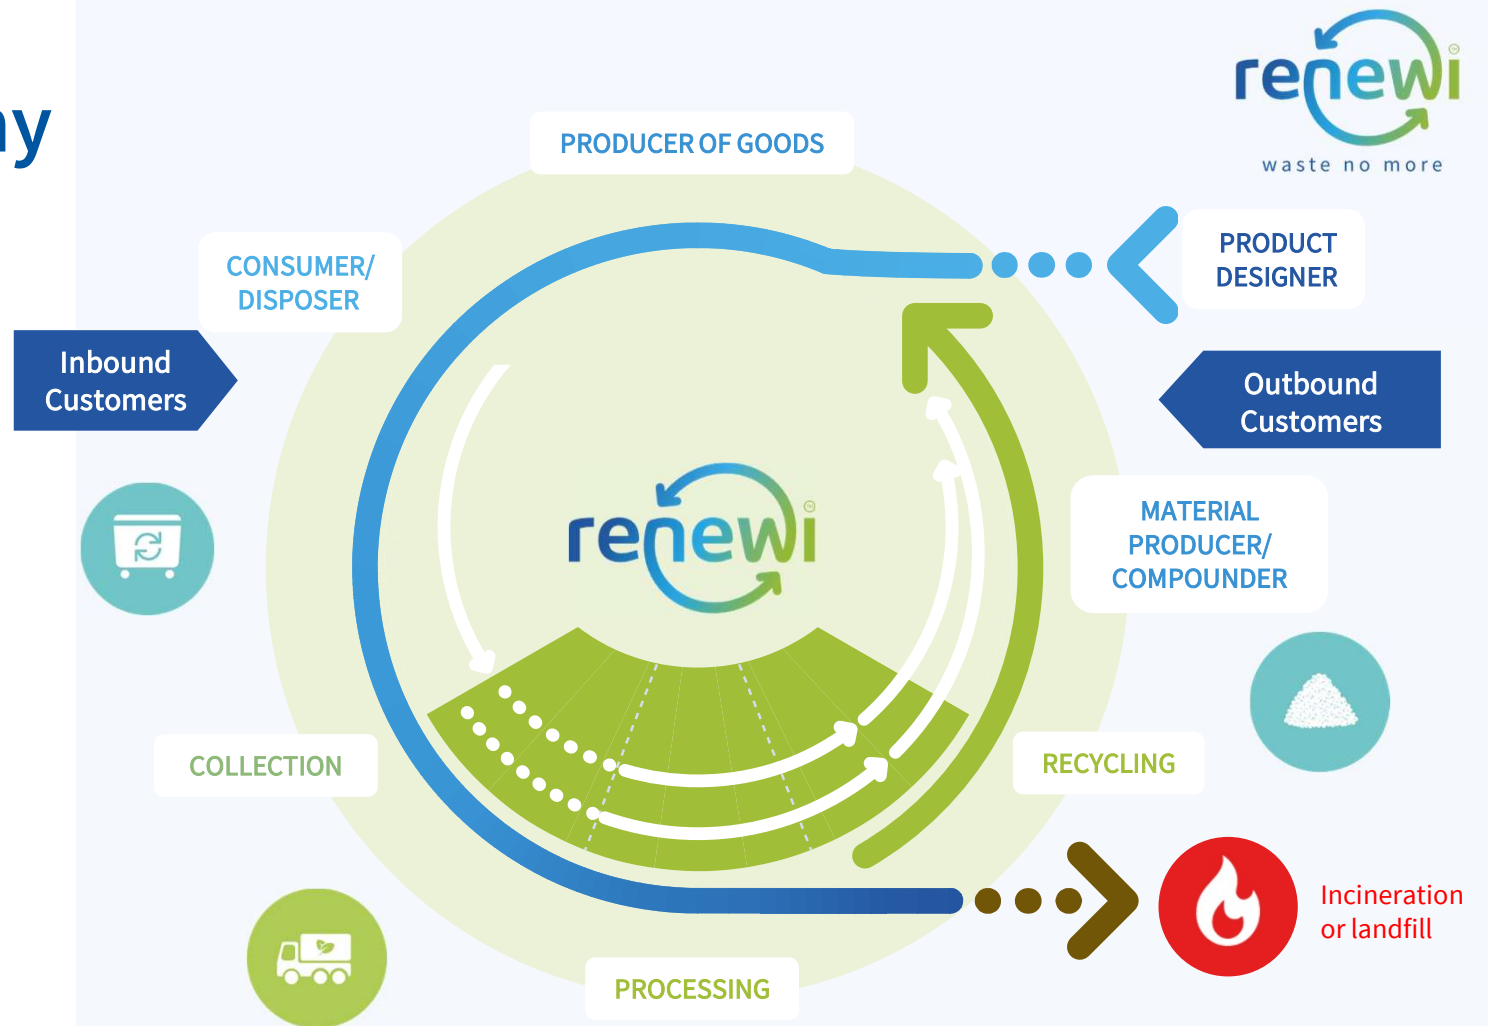 ny
renewi
waste no more
PRODUCER OF GOODS
CONSUMER/
DISPOSER
PRODUCT
DESIGNER
Inbound
Customers
Outbound
Customers
renewi
MATERIAL
PRODUCER/
COMPOUNDER
COLLECTION
RECYCLING
Incineration
or landfill
PROCESSING